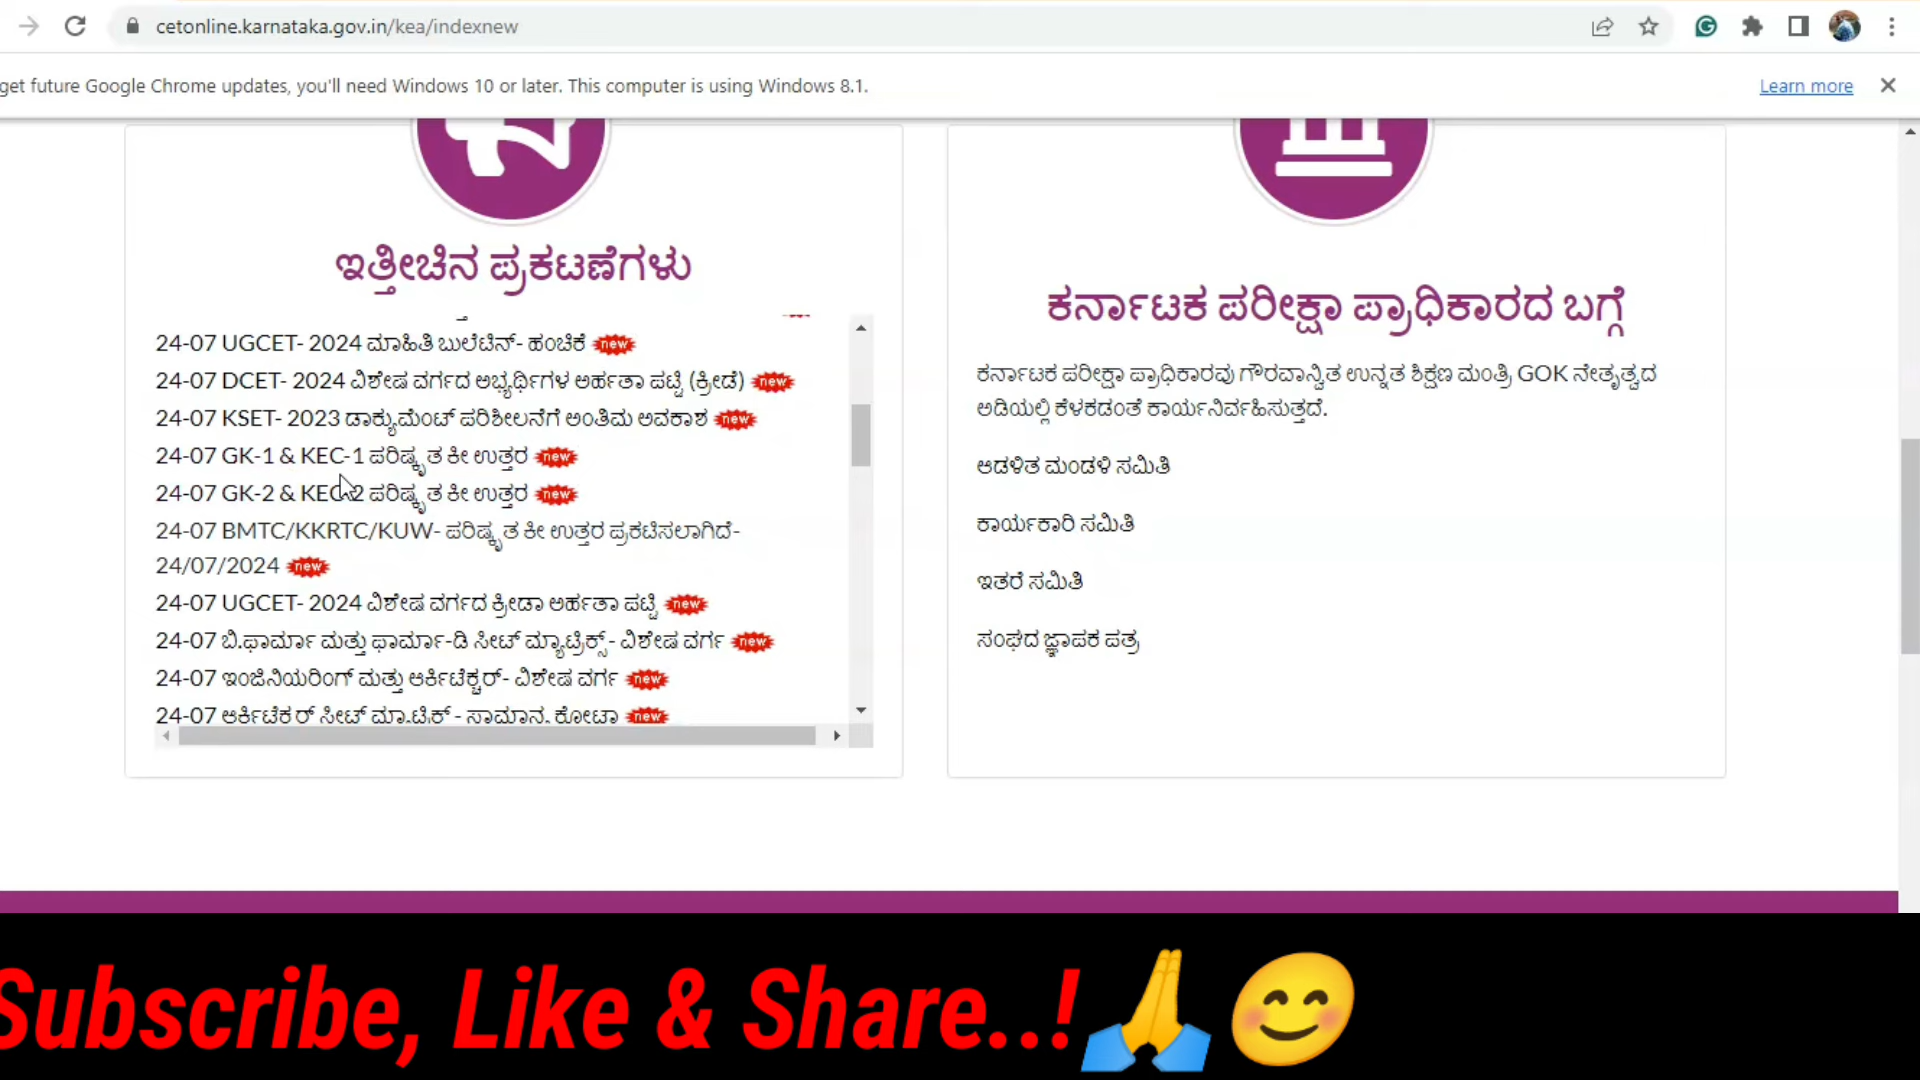 cetonline.karnataka.gov.in/kea/indexnew
get future Google Chrome updates, you'll need Windows 10 or later. This computer is using Windows 8.1.
Learn more
ಇತ್ತೀಚಿನ ಪ್ರಕಟಣೆಗಳು
24-07 UGCET- 2024 ಮಾಹಿತಿ ಬುಲೆಟಿನ್- ಹಂಚಿಕೆ new
24-07 DCET- 2024 ವಿಶೇಷ ವರ್ಗದ ಅಭ್ಯರ್ಥಿಗಳ ಅರ್ಹತಾ ಪಟ್ಟಿ (ಕ್ರೀಡೆ) new
24-07 KSET- 2023 ಡಾಕ್ಯುಮೆಂಟ್ ಪರಿಶೀಲನೆಗೆ ಅಂತಿಮ ಅವಕಾಶ new
24-07 GK-1 & KEC-1 ಪರಿಷ್ಕೃತ ಕೀ ಉತ್ತರ new
24-07 GK-2 & KEC-2 ಪರಿಷ್ಕೃತ ಕೀ ಉತ್ತರ new
24-07 BMTC/KKRTC/KUW- ಪರಿಷ್ಕೃತ ಕೀ ಉತ್ತರ ಪ್ರಕಟಿಸಲಾಗಿದೆ-
24/07/2024 new
24-07 UGCET- 2024 ವಿಶೇಷ ವರ್ಗದ ಕ್ರೀಡಾ ಅರ್ಹತಾ ಪಟ್ಟಿ new
24-07 ಬಿ.ಫಾರ್ಮಾ ಮತ್ತು ಫಾರ್ಮಾ-ಡಿ ಸೀಟ್ ಮ್ಯಾಟ್ರಿಕ್ಸ್- ವಿಶೇಷ ವರ್ಗ new
24-07 ಇಂಜಿನಿಯರಿಂಗ್ ಮತ್ತು ಆರ್ಕಿಟೆಕ್ಚರ್- ವಿಶೇಷ ವರ್ಗ new
24-07 ಆರ್ಕಿಟೆಕ್ಚರ್ ಸೀಟ್ ಮ್ಯಾಟ್ರಿಕ್ಸ್ - ಸಾಮಾನ್ಯ ಕೋಟಾ new
ಕರ್ನಾಟಕ ಪರೀಕ್ಷಾ ಪ್ರಾಧಿಕಾರದ ಬಗ್ಗೆ
ಕರ್ನಾಟಕ ಪರೀಕ್ಷಾ ಪ್ರಾಧಿಕಾರವು ಗೌರವಾನ್ವಿತ ಉನ್ನತ ಶಿಕ್ಷಣ ಮಂತ್ರಿ GOK ನೇತೃತ್ವದ
ಅಡಿಯಲ್ಲಿ ಕೆಳಕಡಂತೆ ಕಾರ್ಯನಿರ್ವಹಿಸುತ್ತದೆ.
ಆಡಳಿತ ಮಂಡಳಿ ಸಮಿತಿ
ಕಾರ್ಯಕಾರಿ ಸಮಿತಿ
ಇತರೆ ಸಮಿತಿ
ಸಂಘದ ಜ್ಞಾಪಕ ಪತ್ರ
Subscribe, Like & Share..!🙏😊